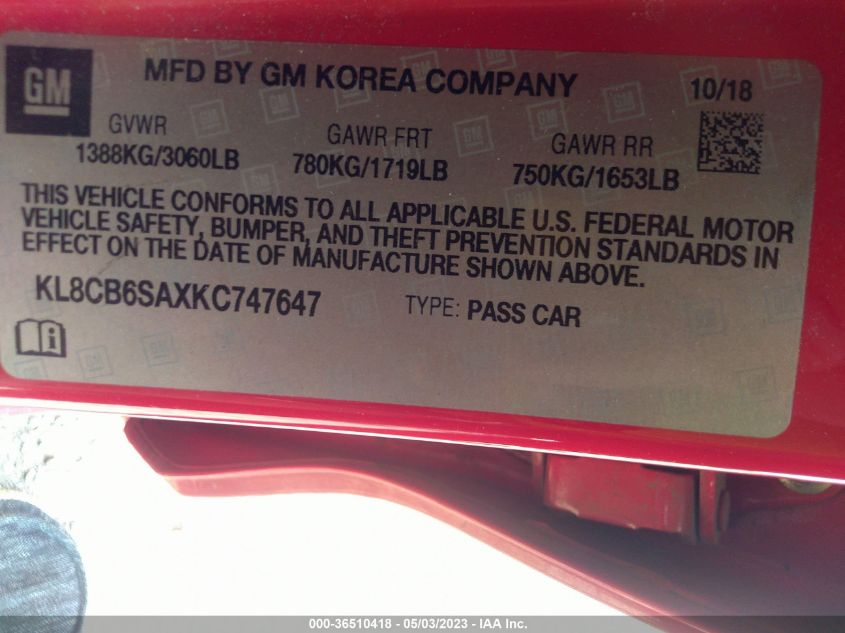 GM
MFD BY GM KOREA COMPANY
10/18
GVWR
1388KG/3060LB
GAWR FRT
780KG/1719LB
GAWR RR
750KG/1653LB
THIS VEHICLE CONFORMS TO ALL APPLICABLE U.S. FEDERAL MOTOR
VEHICLE SAFETY, BUMPER, AND THEFT PREVENTION STANDARDS IN
EFFECT ON THE DATE OF MANUFACTURE SHOWN ABOVE.
KL8CB6SAXKC747647
TYPE: PASS CAR
000-36510418 - 05/03/2023 - IAA Inc.